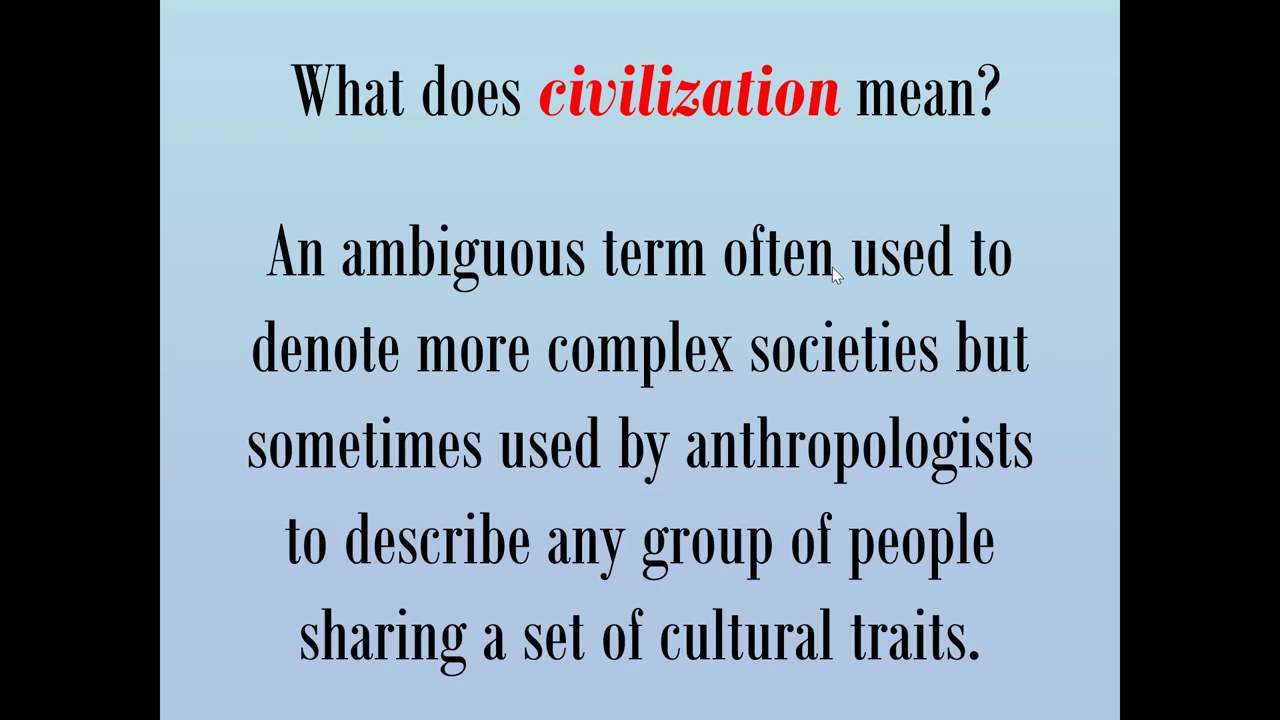 What does civilization mean?
An ambiguous term often used to
denote more complex societies but
sometimes used by anthropologists
to describe any group of people
sharing a set of cultural traits.